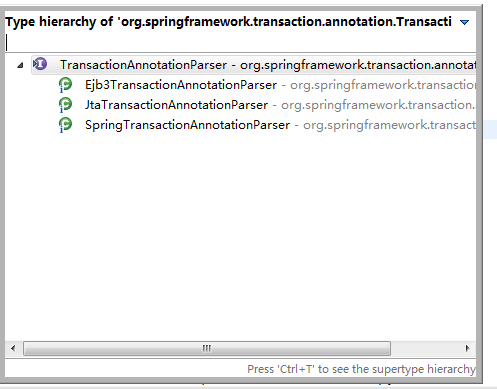 Type hierarchy of 'org.springframework.transaction.annotation.Transacti
TransactionAnnotationParser - org.springframework.transaction.annotat
Ejb3TransactionAnnotationParser - org.springframework.transaction
JtaTransactionAnnotationParser - org.springframework.transaction.
SpringTransactionAnnotationParser - org.springframework.transact
Press 'Ctrl+T' to see the supertype hierarchy